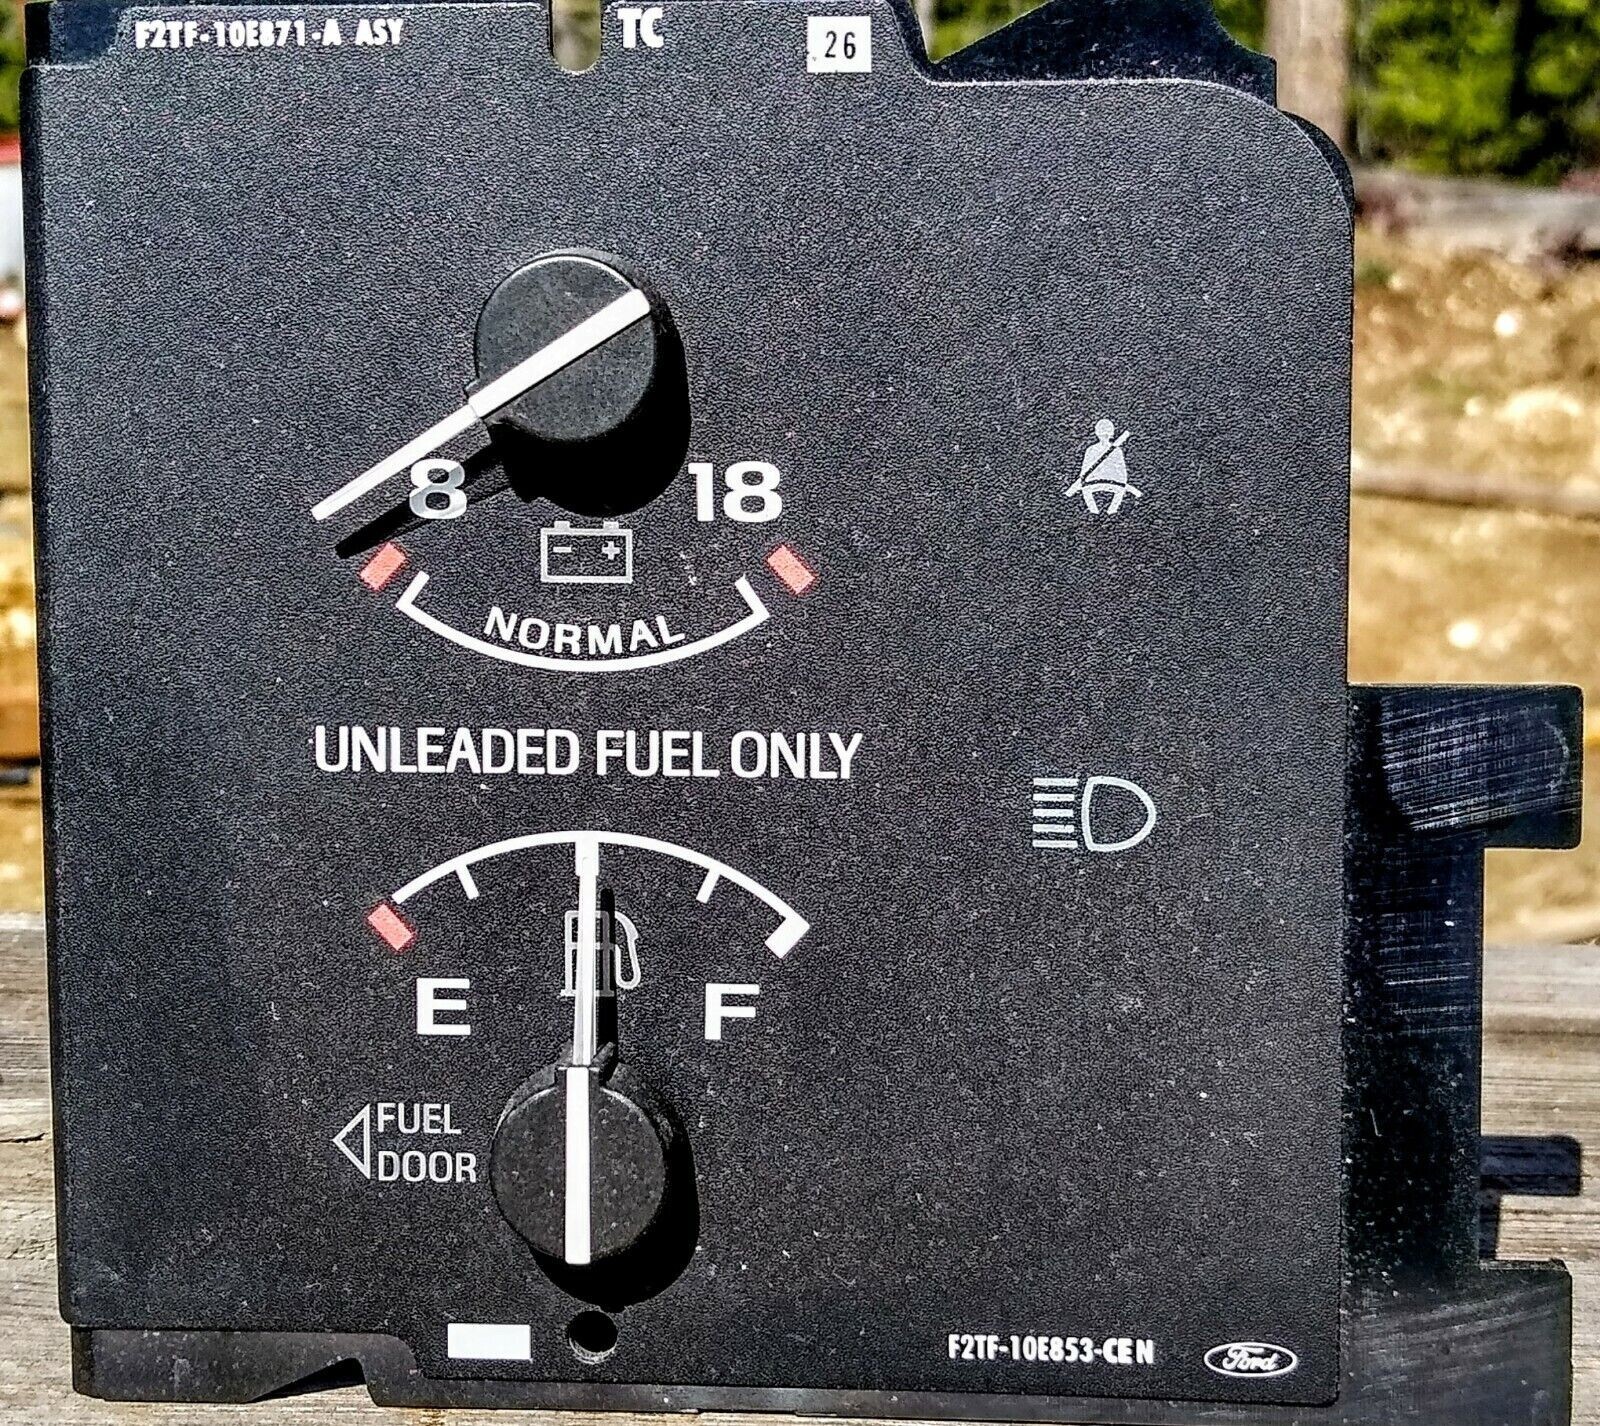 F2TF-10E871-A ASY
TC
26
8 18
- +
NORMAL
UNLEADED FUEL ONLY
E F
FUEL
DOOR
F2TF-10E853-CE N
Ford